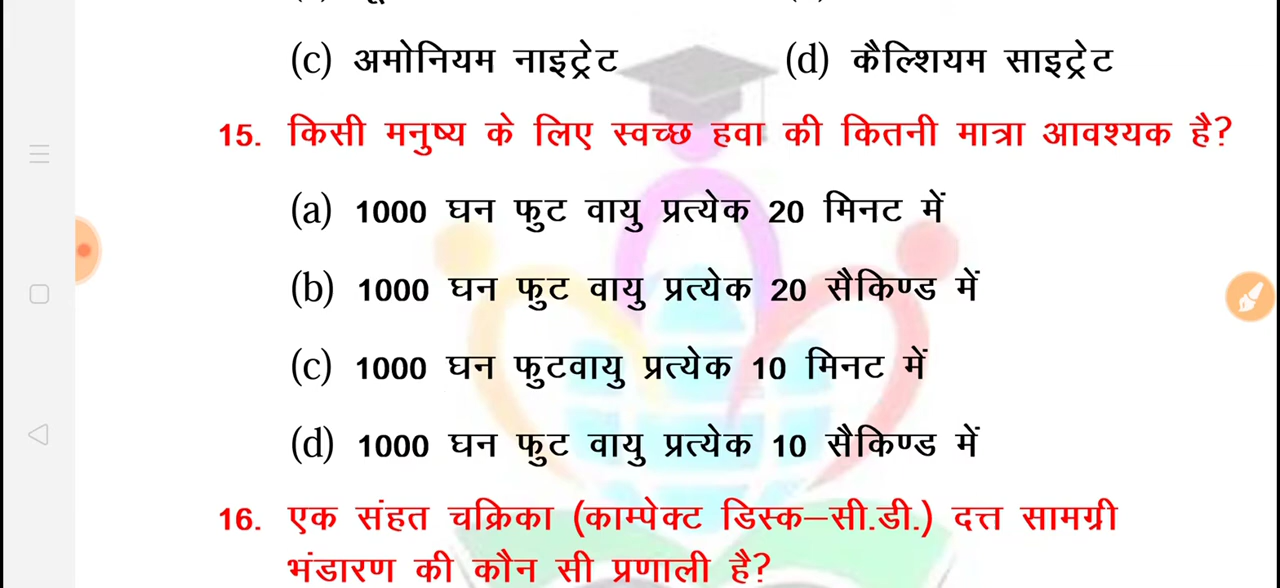 (c) अमोनियम नाइट्रेट (d) कैल्शियम साइट्रेट
15. किसी मनुष्य के लिए स्वच्छ हवा की कितनी मात्रा आवश्यक है?
(a) 1000 घन फुट वायु प्रत्येक 20 मिनट में
(b) 1000 घन फुट वायु प्रत्येक 20 सैकिण्ड में
(c) 1000 घन फुटवायु प्रत्येक 10 मिनट में
(d) 1000 घन फुट वायु प्रत्येक 10 सैकिण्ड में
16. एक संहत चक्रिका (काम्पेक्ट डिस्क–सी.डी.) दत्त सामग्री
भंडारण की कौन सी प्रणाली है?